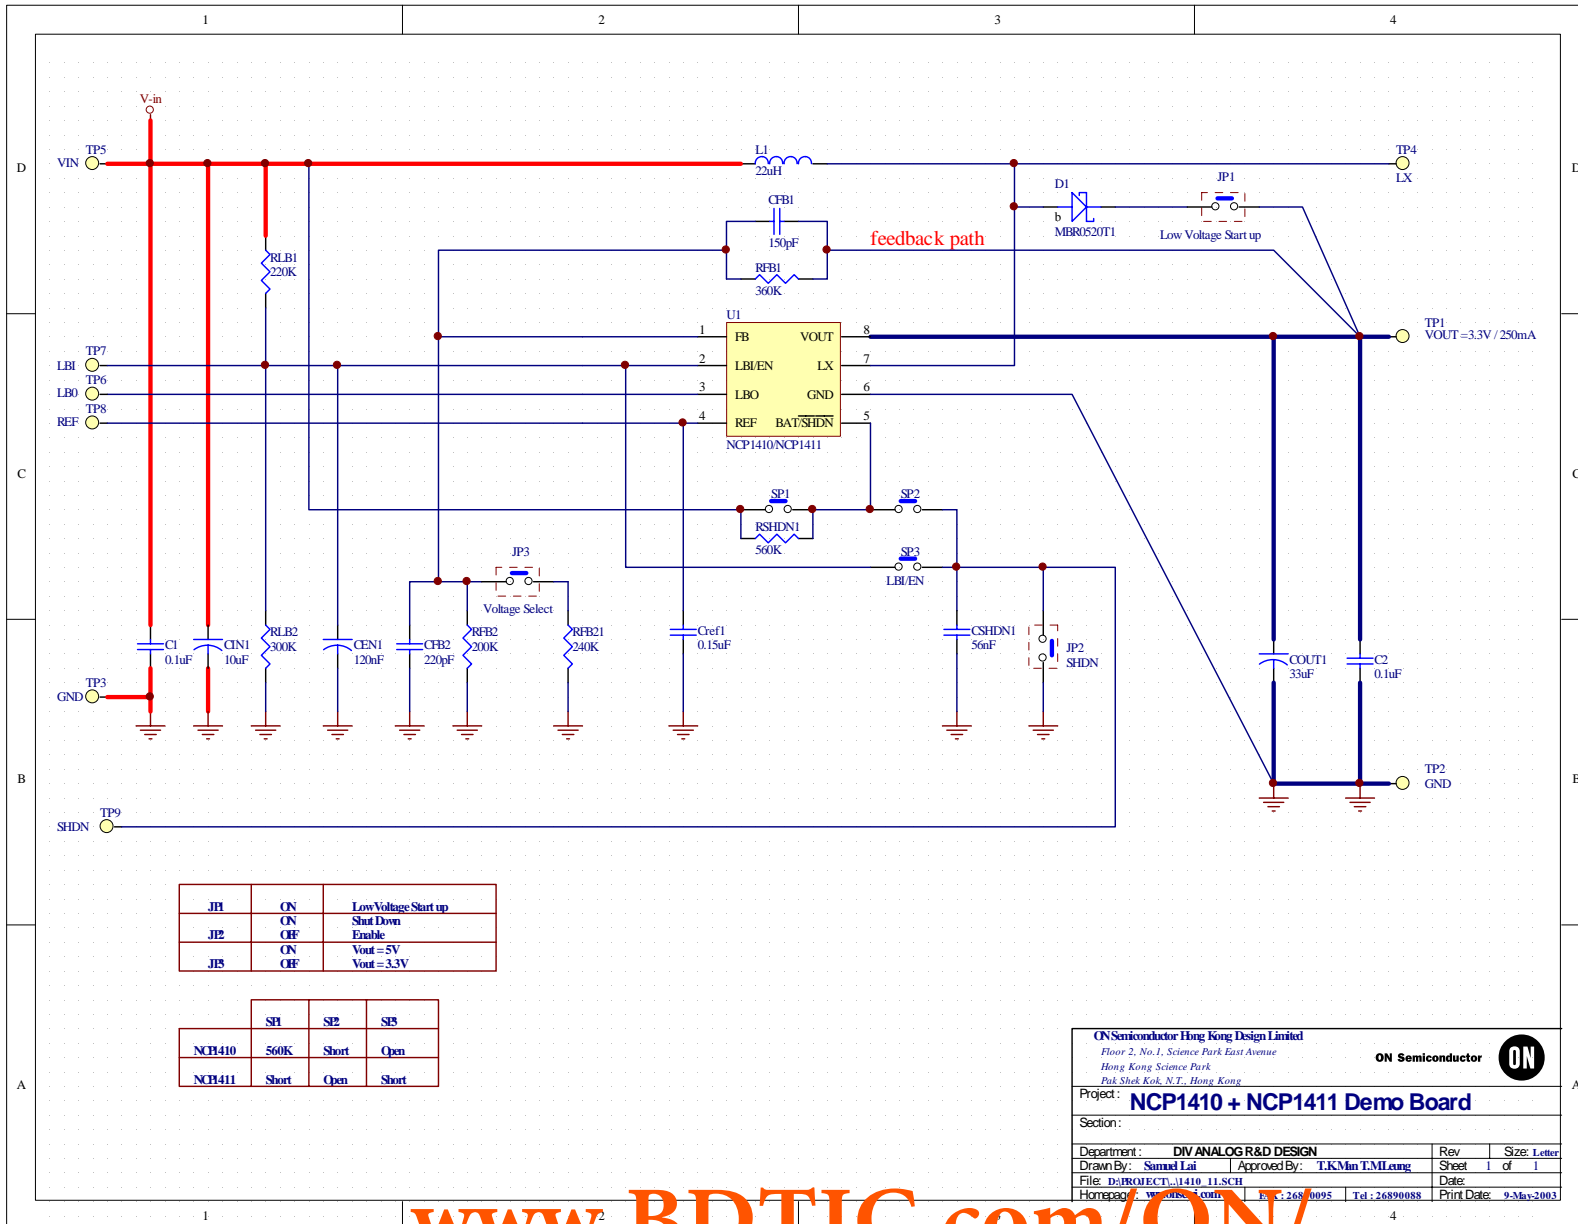 1 2 3 4
D D
V-in
TP5
VIN
L1
22uH
TP4
LX
CFB1
150pF
D1
b
MBR0520T1
JP1
Low Voltage Start up
feedback path
RLB1
220K
RFB1
360K
U1
1 FB VOUT 8
2 LBI/EN LX 7
3 LBO GND 6
4 REF BAT/SHDN 5
NCP1410/NCP1411
TP1
VOUT =3.3V / 250mA
TP7
LBI
TP6
LB0
TP8
REF
C C
SP1
SP2
RSHDN1
560K
SP3
LBI/EN
JP3
Voltage Select
C1
0.1uF
CIN1
10uF
RLB2
300K
CEN1
120nF
CFB2
220pF
RFB2
200K
RFB21
240K
Cref1
0.15uF
CSHDN1
56nF
JP2
SHDN
COUT1
33uF
C2
0.1uF
TP3
GND
B B
TP2
GND
TP9
SHDN
JP1 ON Low Voltage Start up
ON Shut Down
JP2 OFF Enable
ON Vout = 5V
JP3 OFF Vout = 3.3V
SP1 SP2 SP3
NCP1410 560K Short Open
NCP1411 Short Open Short
A A
ON Semiconductor Hong Kong Design Limited
Floor 2, No.1, Science Park East Avenue
Hong Kong Science Park
Pak Shek Kok, N.T., Hong Kong
ON Semiconductor
ON
Project : NCP1410 + NCP1411 Demo Board
Section :
Department : DIV ANALOG R&D DESIGN Rev Size: Letter
Drawn By : Samuel Lai Approved By : T.K.Man T.M.Leung Sheet 1 of 1
File: D:\PROJECT\..\1410_11.SCH Date:
Homepage: Tel : 26890088 Print Date: 9-May-2003
www.BDTIC.com/ON/
1 2 4